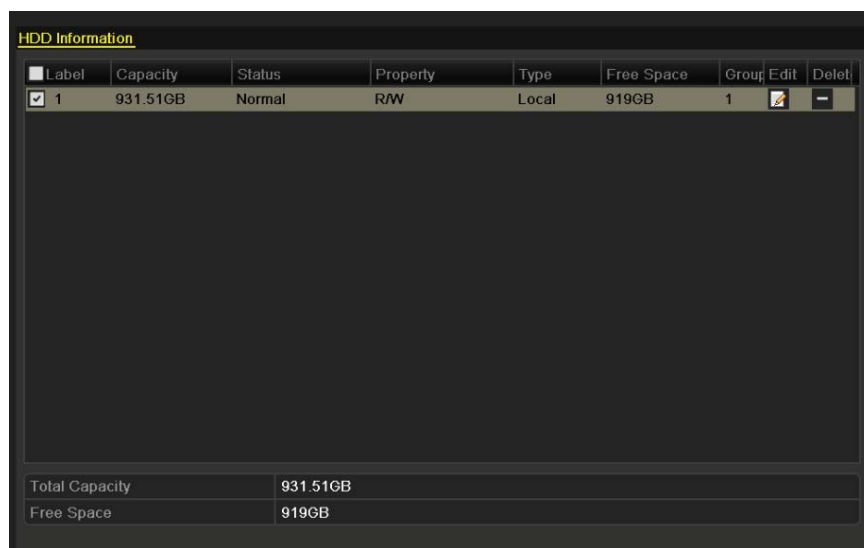 HDD Information
Label Capacity Status Property Type Free Space Group Edit Delet
1 931.51GB Normal R/W Local 919GB 1
Total Capacity 931.51GB
Free Space 919GB